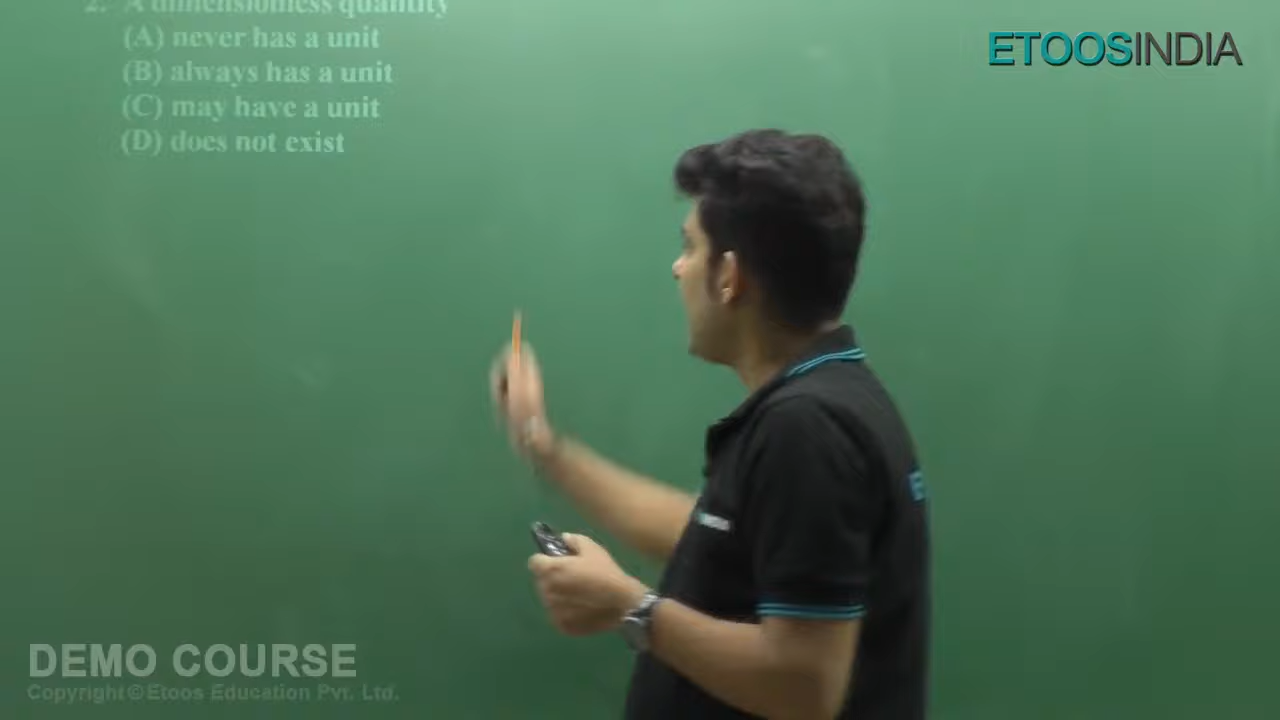 2. A dimensionless quantity
(A) never has a unit
(B) always has a unit
(C) may have a unit
(D) does not exist
ETOOSINDIA
DEMO COURSE
Copyright © Etoos Education Pvt. Ltd.